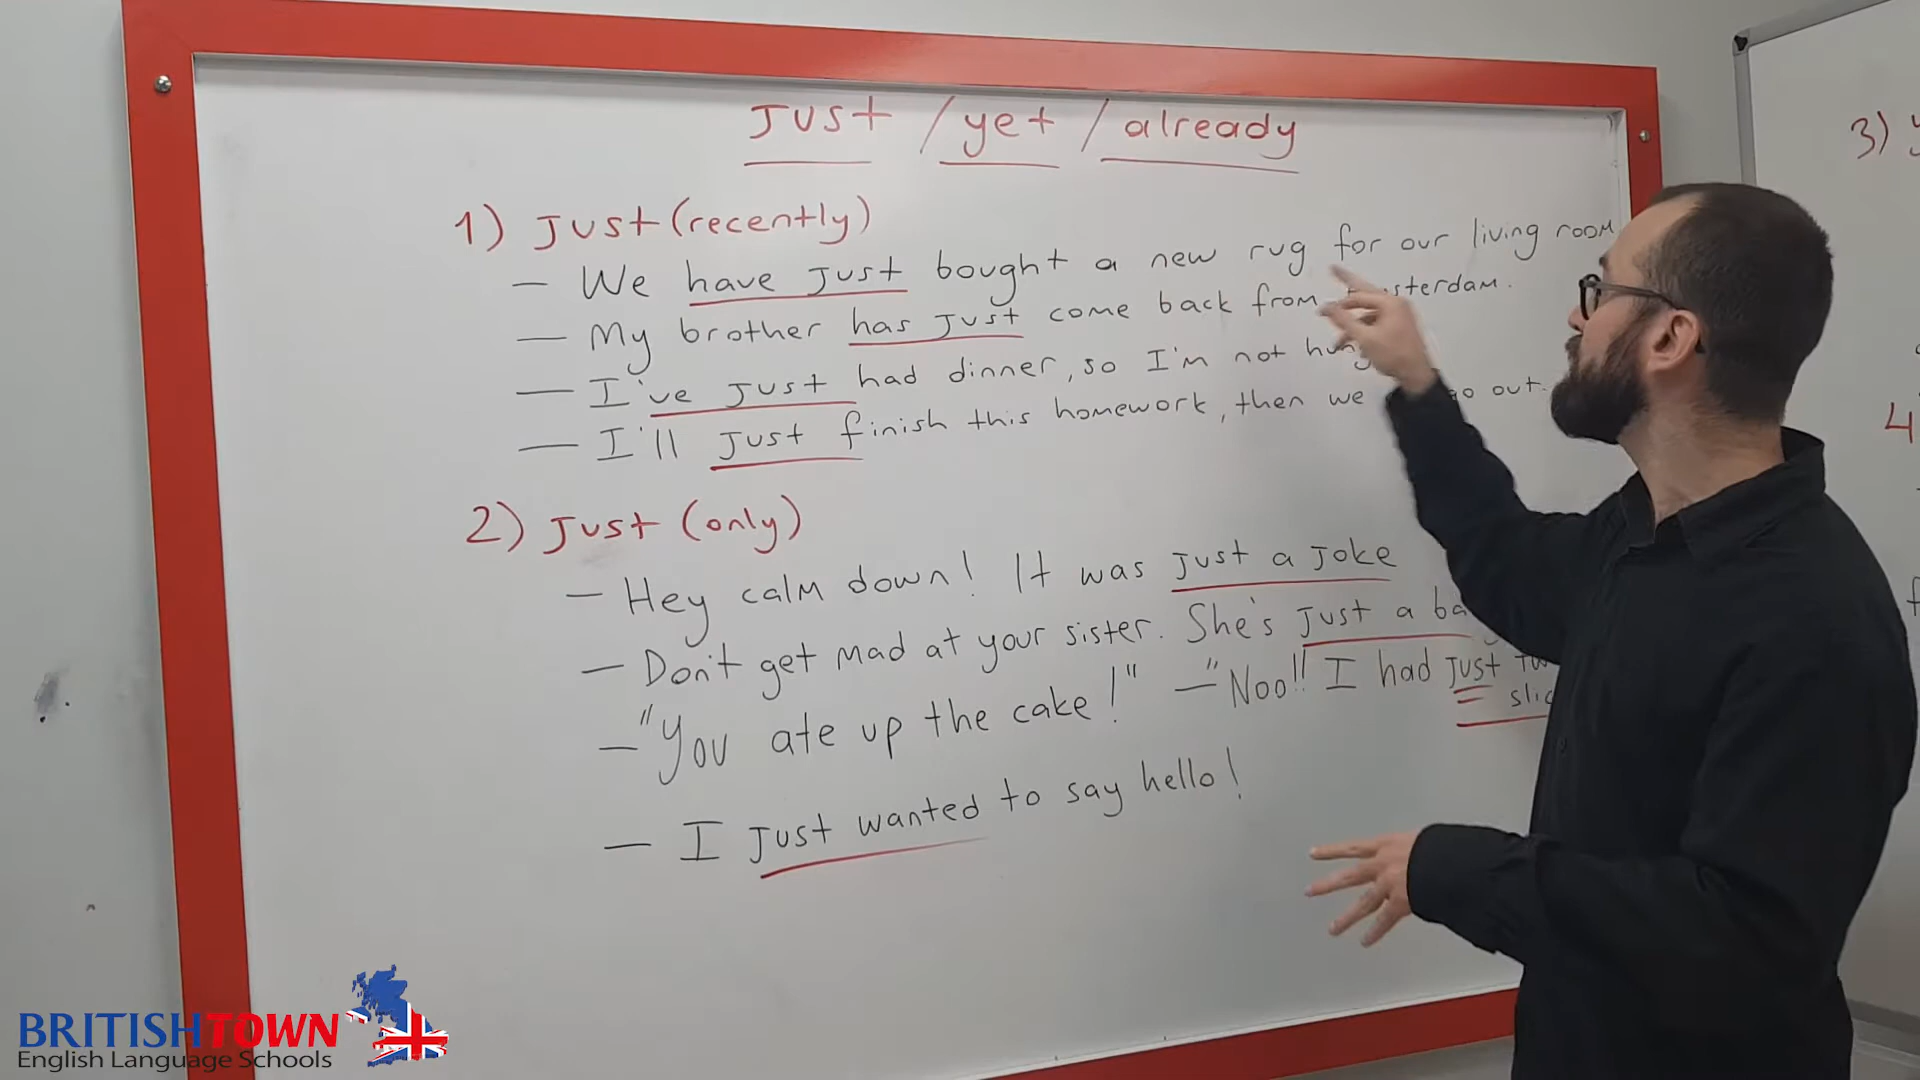 Just / yet / already
1) Just (recently)
— We have just bought a new rug for our living room
— My brother has just come back from
— I've just had dinner, so I'm not
— I'll just finish this homework, then we out.
2) Just (only)
— Hey calm down! It was just a joke
— Don't get mad at your sister. She's just a
— "You ate up the cake!" — "Noo!! I had just
— I just wanted to say hello!
3)
4
BRITISHTOWN
English Language Schools